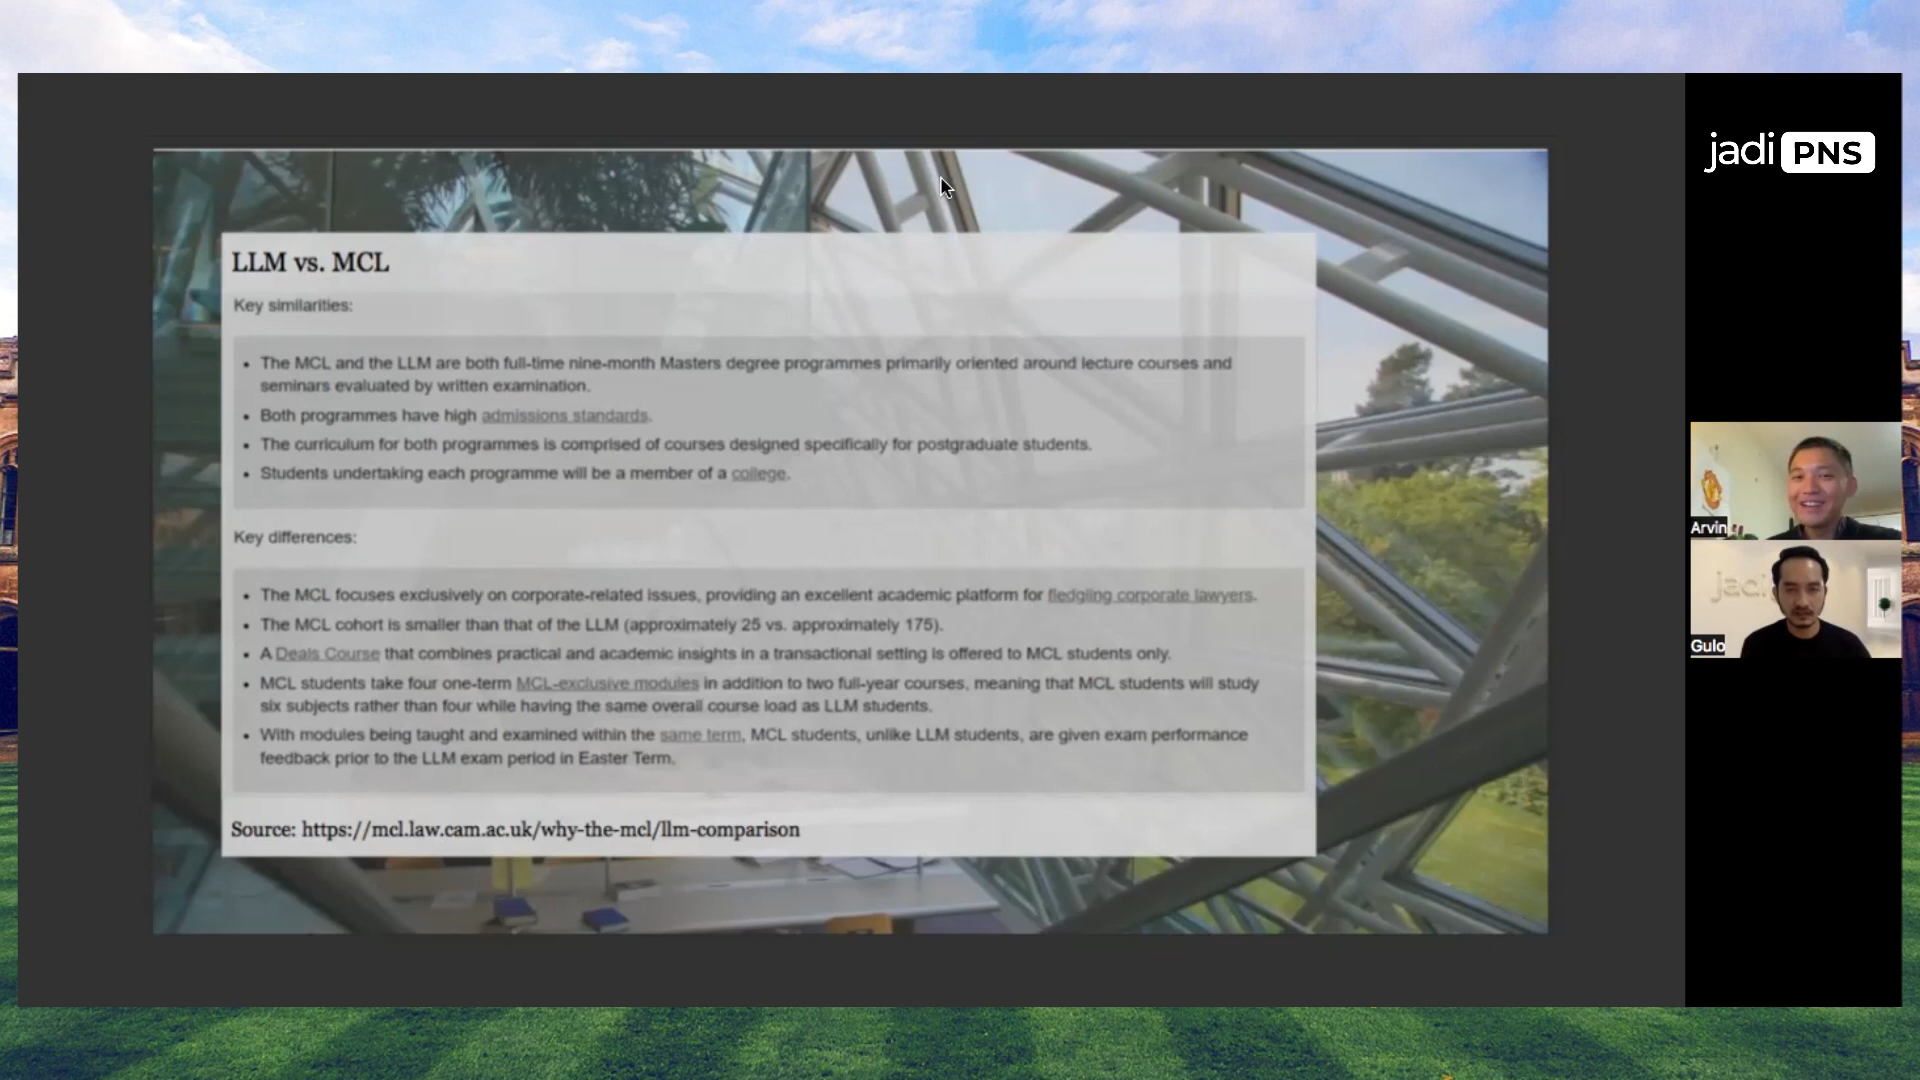 jadi PNS
LLM vs. MCL
Key similarities:
• The MCL and the LLM are both full-time nine-month Masters degree programmes primarily oriented around lecture courses and
seminars evaluated by written examination.
• Both programmes have high admissions standards.
• The curriculum for both programmes is comprised of courses designed specifically for postgraduate students.
• Students undertaking each programme will be a member of a college.
Key differences:
• The MCL focuses exclusively on corporate-related issues, providing an excellent academic platform for fledgling corporate lawyers.
• The MCL cohort is smaller than that of the LLM (approximately 25 vs. approximately 175).
• A Deals Course that combines practical and academic insights in a transactional setting is offered to MCL students only.
• MCL students take four one-term MCL-exclusive modules in addition to two full-year courses, meaning that MCL students will study
six subjects rather than four while having the same overall course load as LLM students.
• With modules being taught and examined within the same term, MCL students, unlike LLM students, are given exam performance
feedback prior to the LLM exam period in Easter Term.
Source: https://mcl.law.cam.ac.uk/why-the-mcl/llm-comparison
Arvin
jadi
Gulo